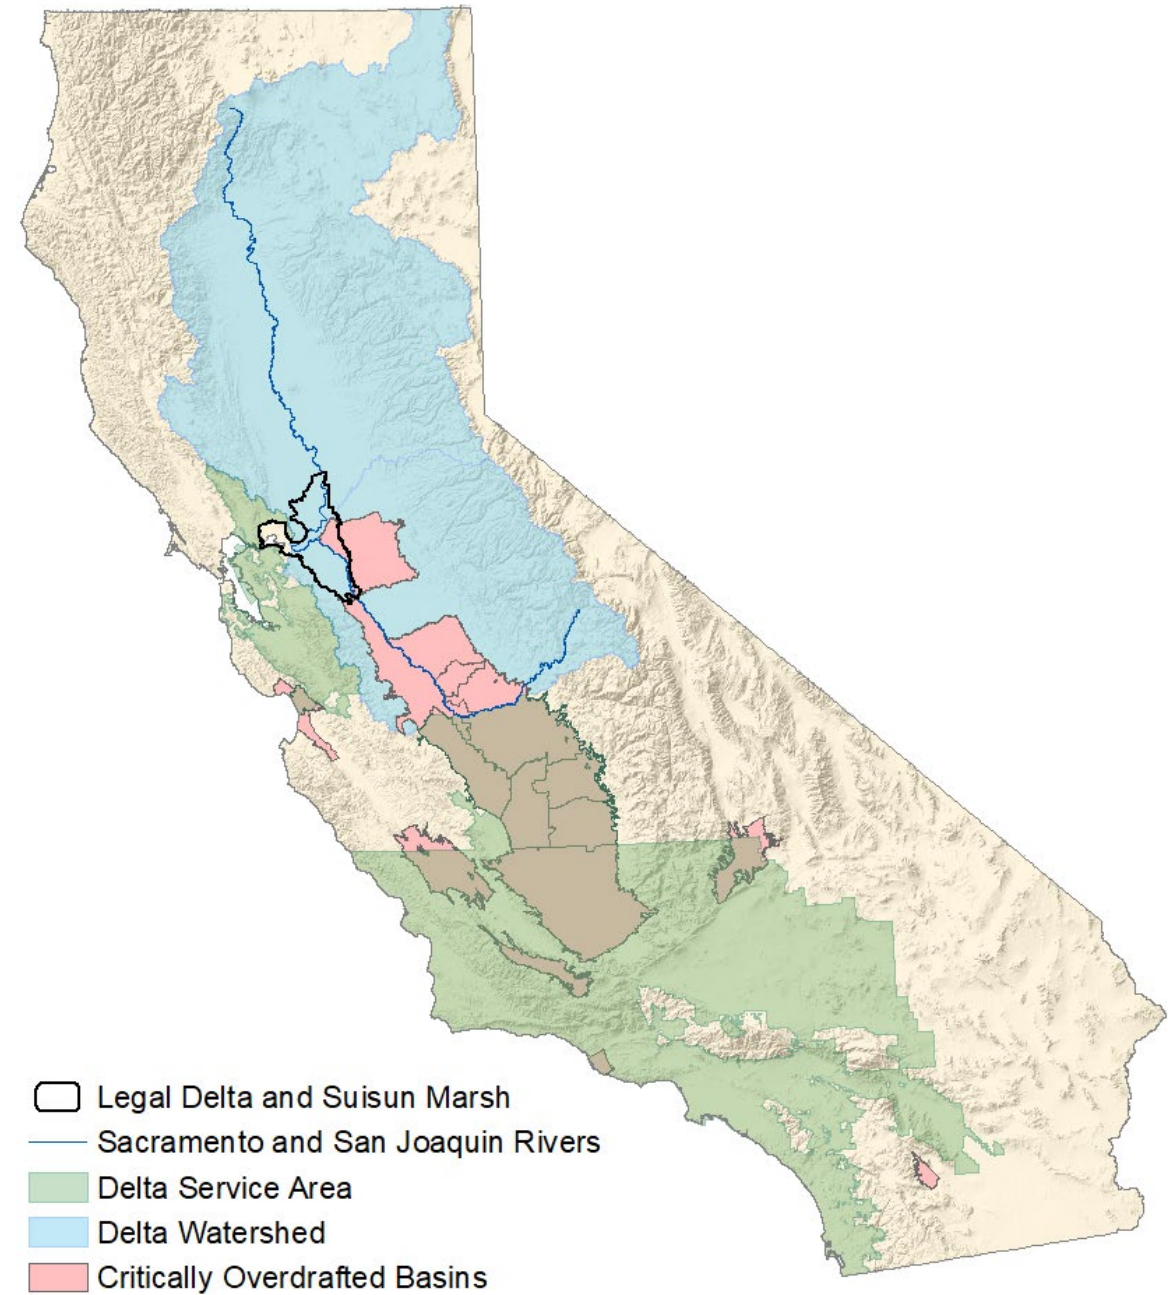 Legal Delta and Suisun Marsh
Sacramento and San Joaquin Rivers
Delta Service Area
Delta Watershed
Critically Overdrafted Basins